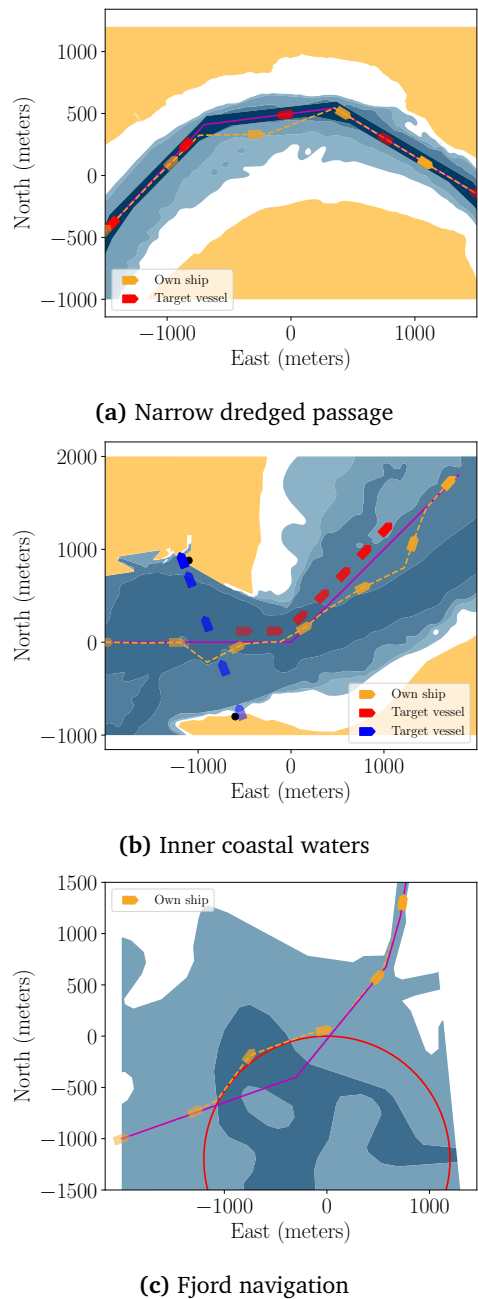 1000
500
0
−500
−1000
North (meters)
Own ship
Target vessel
−1000
0
1000
East (meters)
(a) Narrow dredged passage
2000
1000
0
−1000
North (meters)
Own ship
Target vessel
Target vessel
−1000
0
1000
East (meters)
(b) Inner coastal waters
1500
1000
500
0
−500
−1000
−1500
North (meters)
Own ship
−1000
0
1000
East (meters)
(c) Fjord navigation